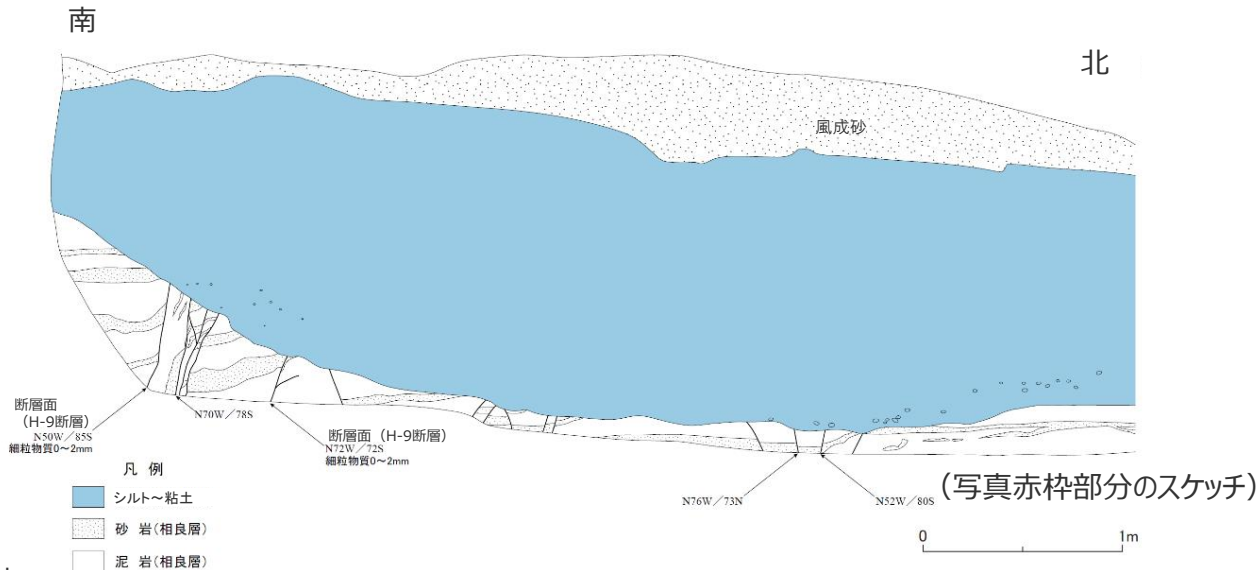 南
北
風成砂
断層面
(H-9断層)
N50W/85S
細粒物質0~2mm
N70W/78S
断層面 (H-9断層)
N72W/72S
細粒物質0~2mm
N76W/73N
N52W/80S
(写真赤枠部分のスケッチ)
凡 例
シルト~粘土
砂 岩(相良層)
泥 岩(相良層)
0
1m